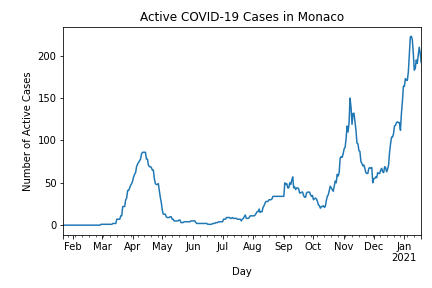 Active COVID-19 Cases in Monaco
Number of Active Cases
200
150
100
50
0
Feb Mar Apr May Jun Jul Aug Sep Oct Nov Dec Jan
2021
Day